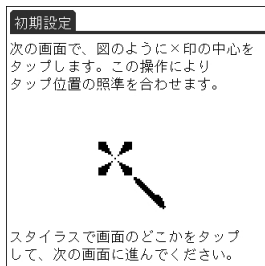 初期設定
次の画面で、図のように×印の中心を
タップします。この操作により
タップ位置の照準を合わせます。
スタイラスで画面のどこかをタップ
して、次の画面に進んでください。